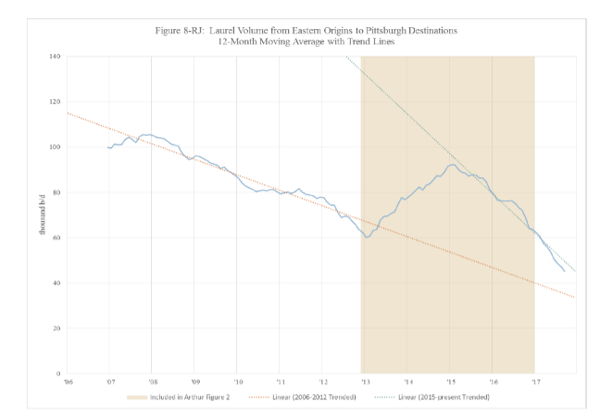 Figure 8-RJ: Laurel Volume from Eastern Origins to Pittsburgh Destinations
12-Month Moving Average with Trend Lines
140
120
100
80
60
40
20
0
thousand b/d
'06 '07 '08 '09 '10 '11 '12 '13 '14 '15 '16 '17
Included in Arthur Figure 2 Linear (2006-2012 Trended) Linear (2015-present Trended)